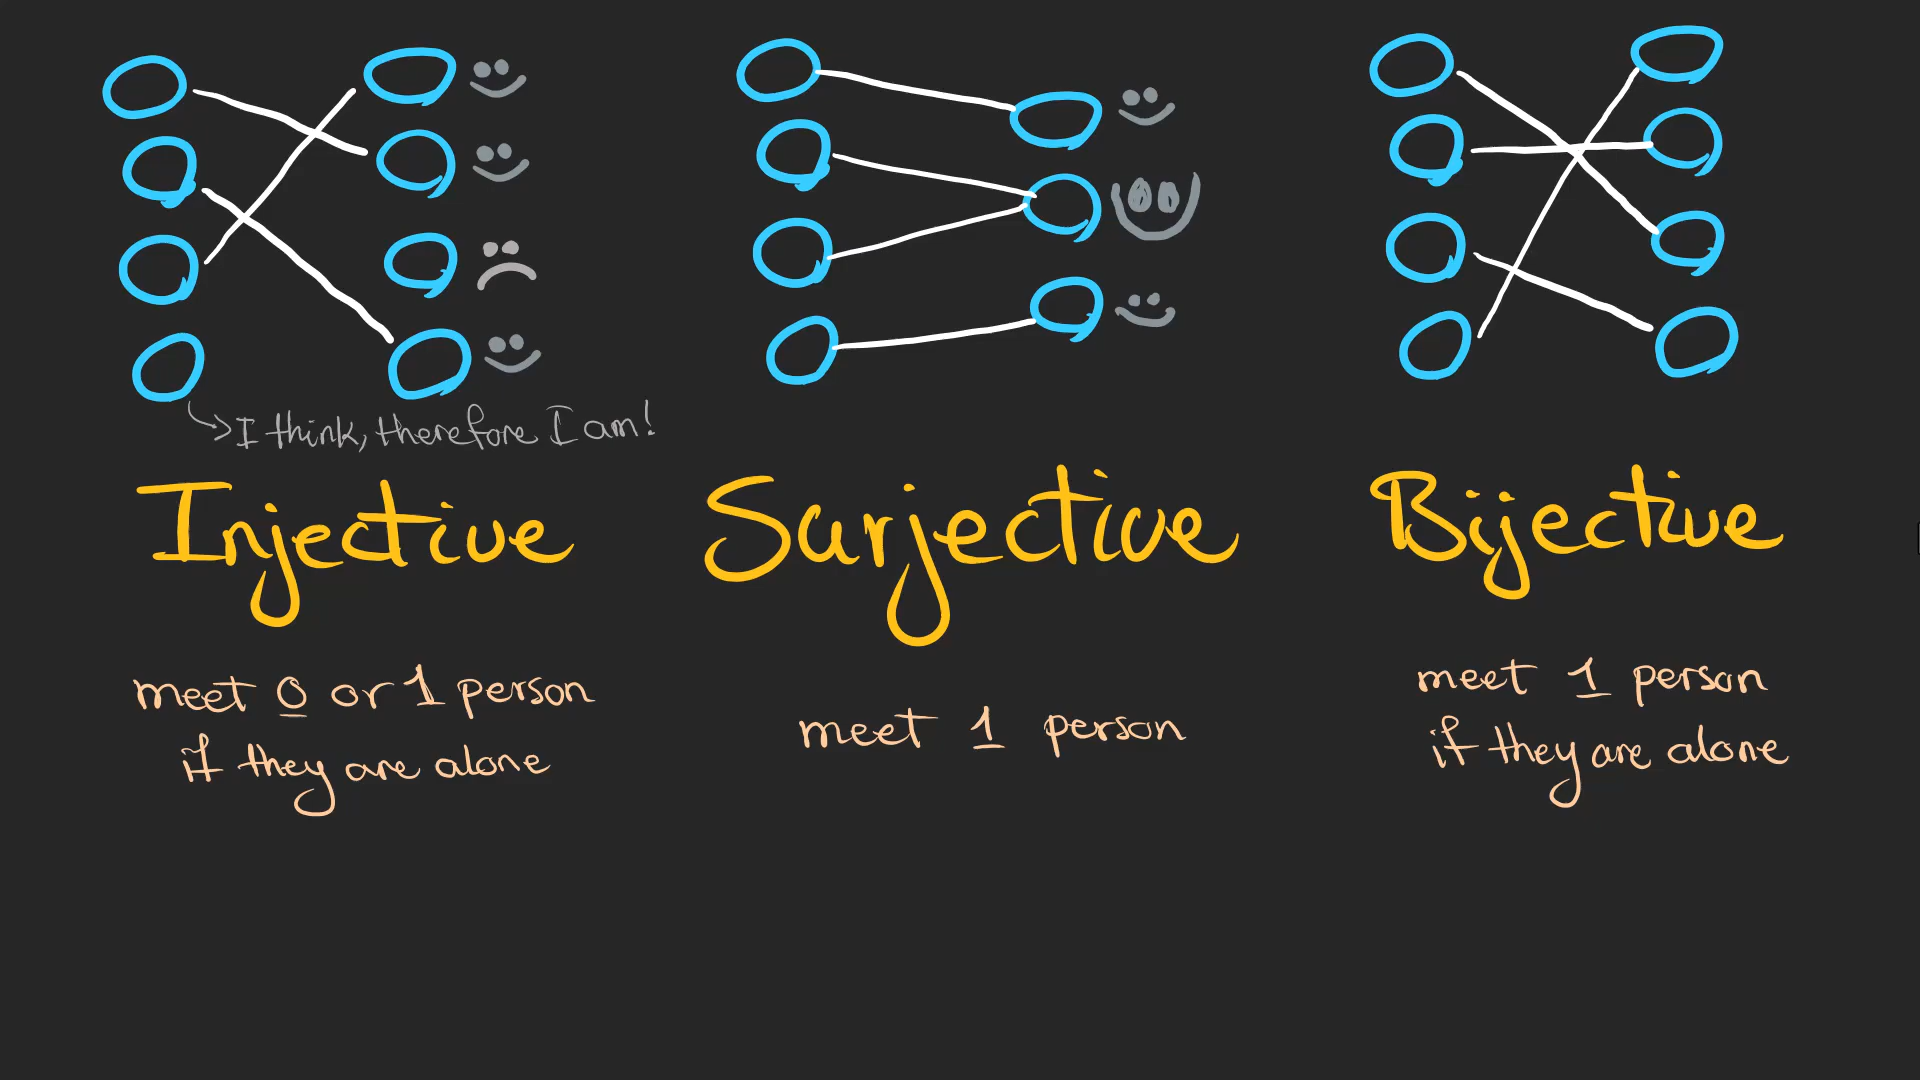 I think, therefore I am!
Injective
Surjective
Bijective
meet 0 or 1 person
if they are alone
meet 1 person
meet 1 person
if they are alone